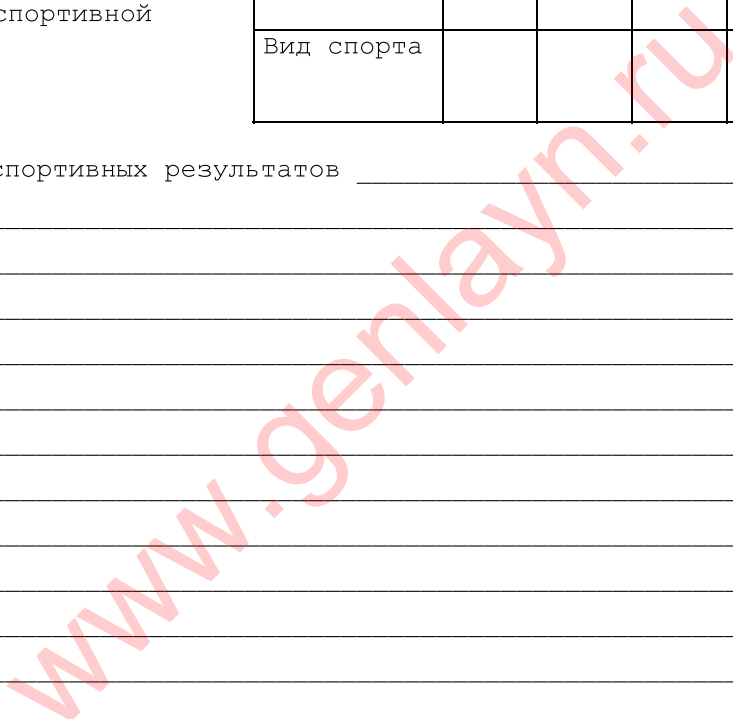 спортивной
Вид спорта
спортивных результатов
www.genlayn.ru